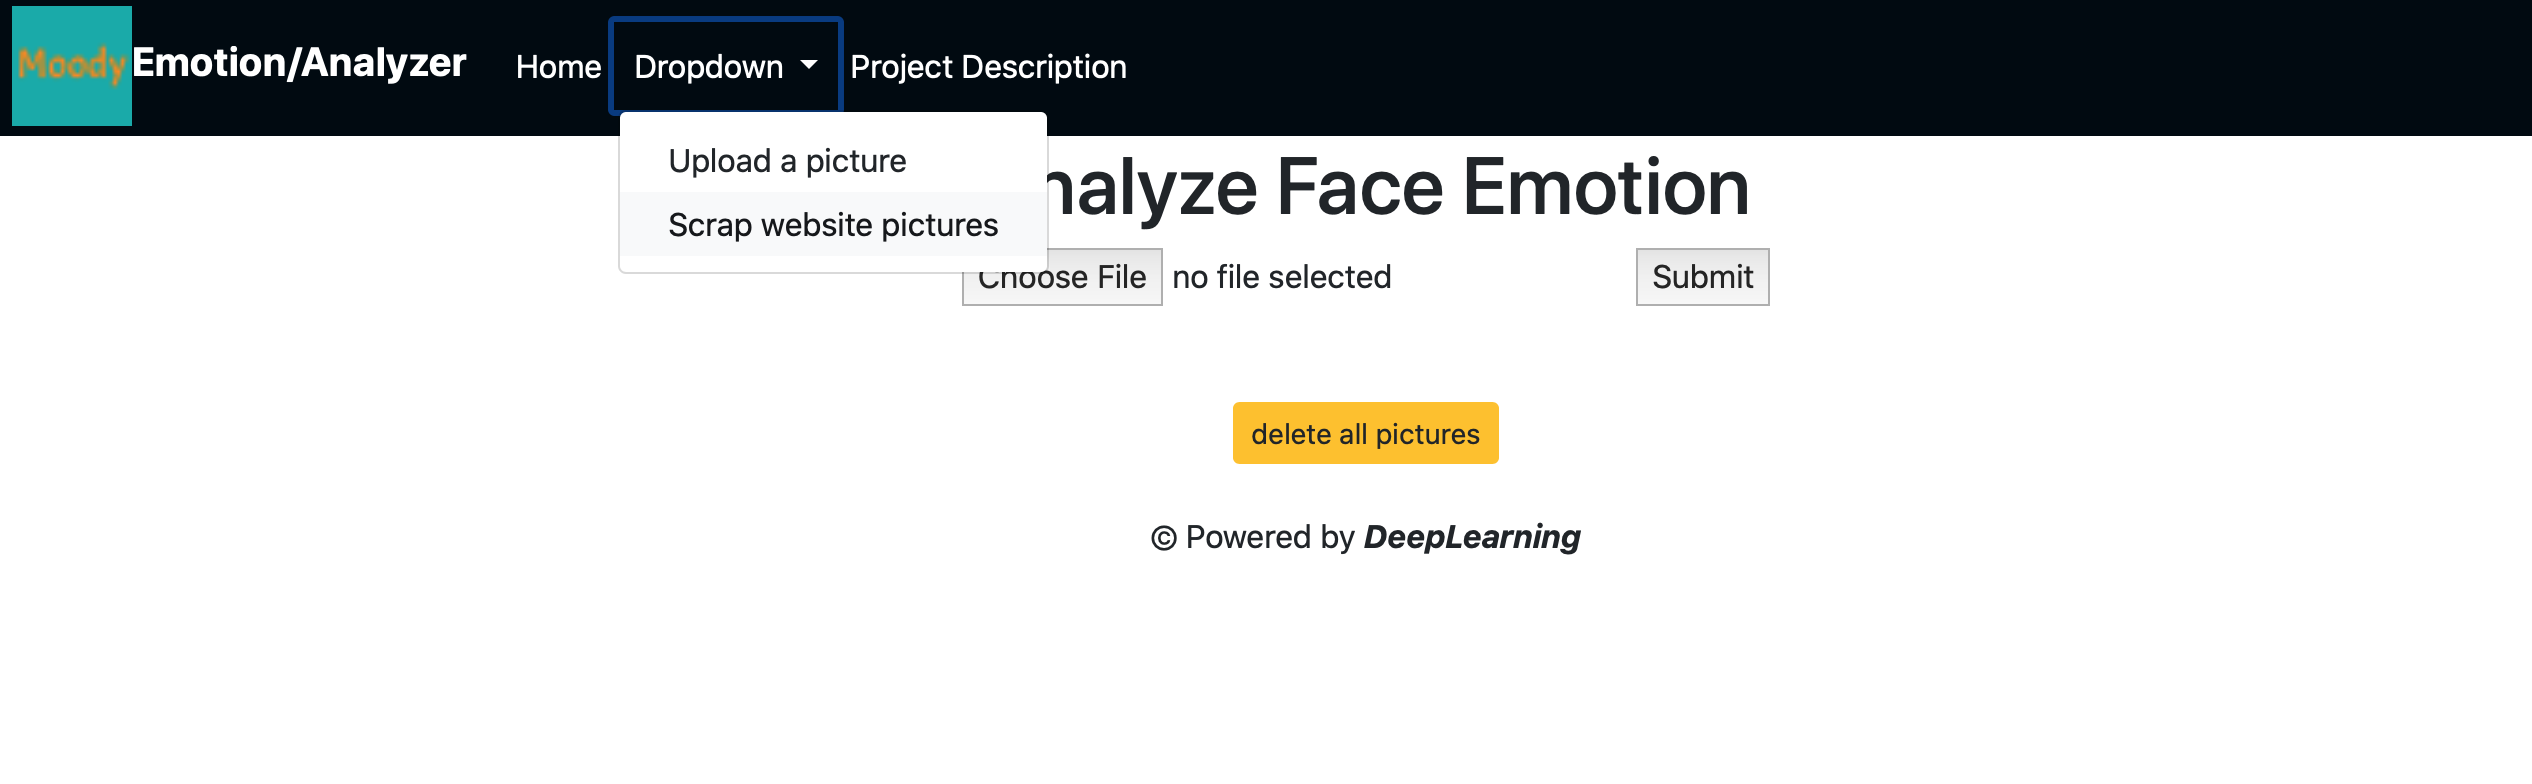 Moody Emotion/Analyzer Home Dropdown Project Description
Upload a picture
Scrap website pictures
nalyze Face Emotion
Choose File no file selected Submit
delete all pictures
© Powered by DeepLearning